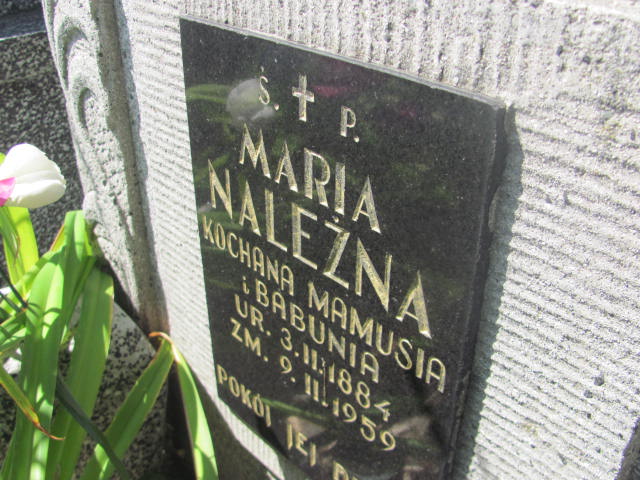 Ś. † P.
MARIA
NALEŻNA
KOCHANA MAMUSIA
i BABUNIA
UR. 3.II.1884
ZM. 9.II.1959
POKÓJ JEJ